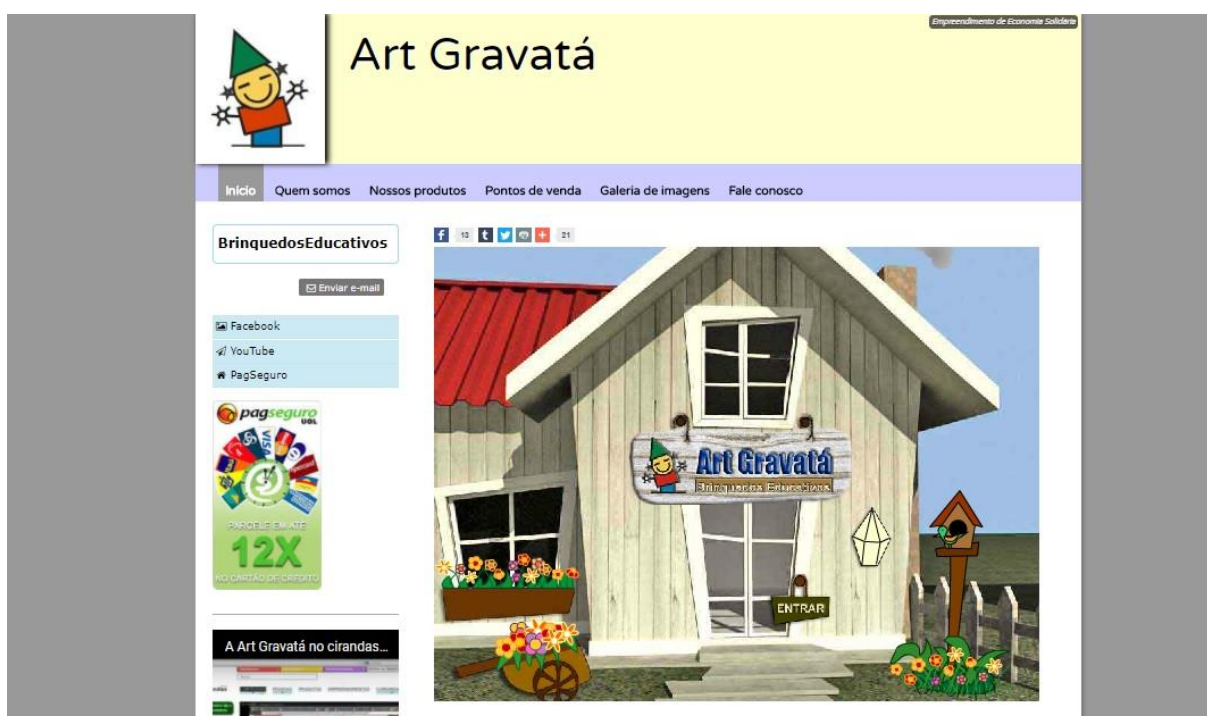 Empreendimento de Economia Solidária
Art Gravatá
Início Quem somos Nossos produtos Pontos de venda Galeria de imagens Fale conosco
BrinquedosEducativos
Enviar e-mail
Facebook
YouTube
PagSeguro
pagseguro
UOL
VISA
PARCELE EM ATÉ
12X
NO CARTÃO DE CRÉDITO
A Art Gravatá no cirandas...
13
21
Art Gravatá
Brinquedos Educativos
ENTRAR